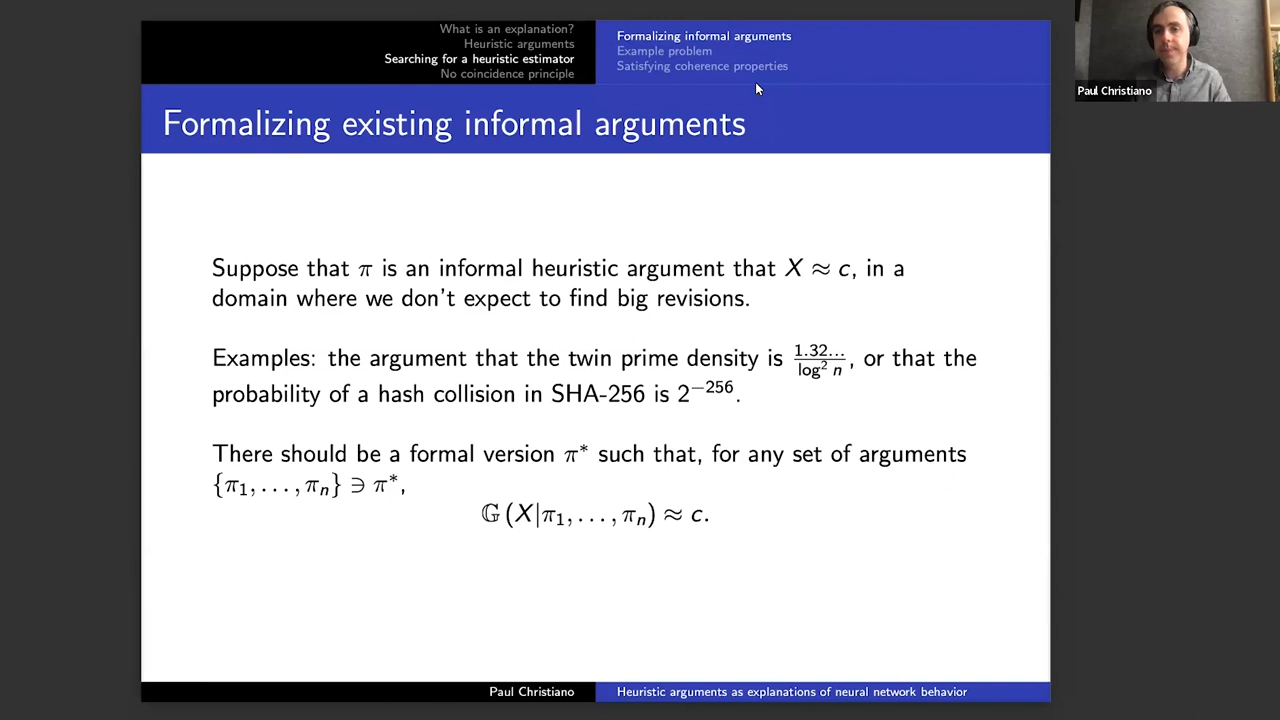 What is an explanation?
Heuristic arguments
Searching for a heuristic estimator
No coincidence principle
Formalizing informal arguments
Example problem
Satisfying coherence properties
Paul Christiano
Formalizing existing informal arguments
Suppose that π is an informal heuristic argument that X ≈ c, in a
domain where we don't expect to find big revisions.
Examples: the argument that the twin prime density is 1.32.../log² n, or that the
probability of a hash collision in SHA-256 is 2⁻²⁵⁶.
There should be a formal version π* such that, for any set of arguments
{π₁, . . . , πₙ} ∋ π*,
𝔾 (X|π₁, . . . , πₙ) ≈ c.
Paul Christiano
Heuristic arguments as explanations of neural network behavior